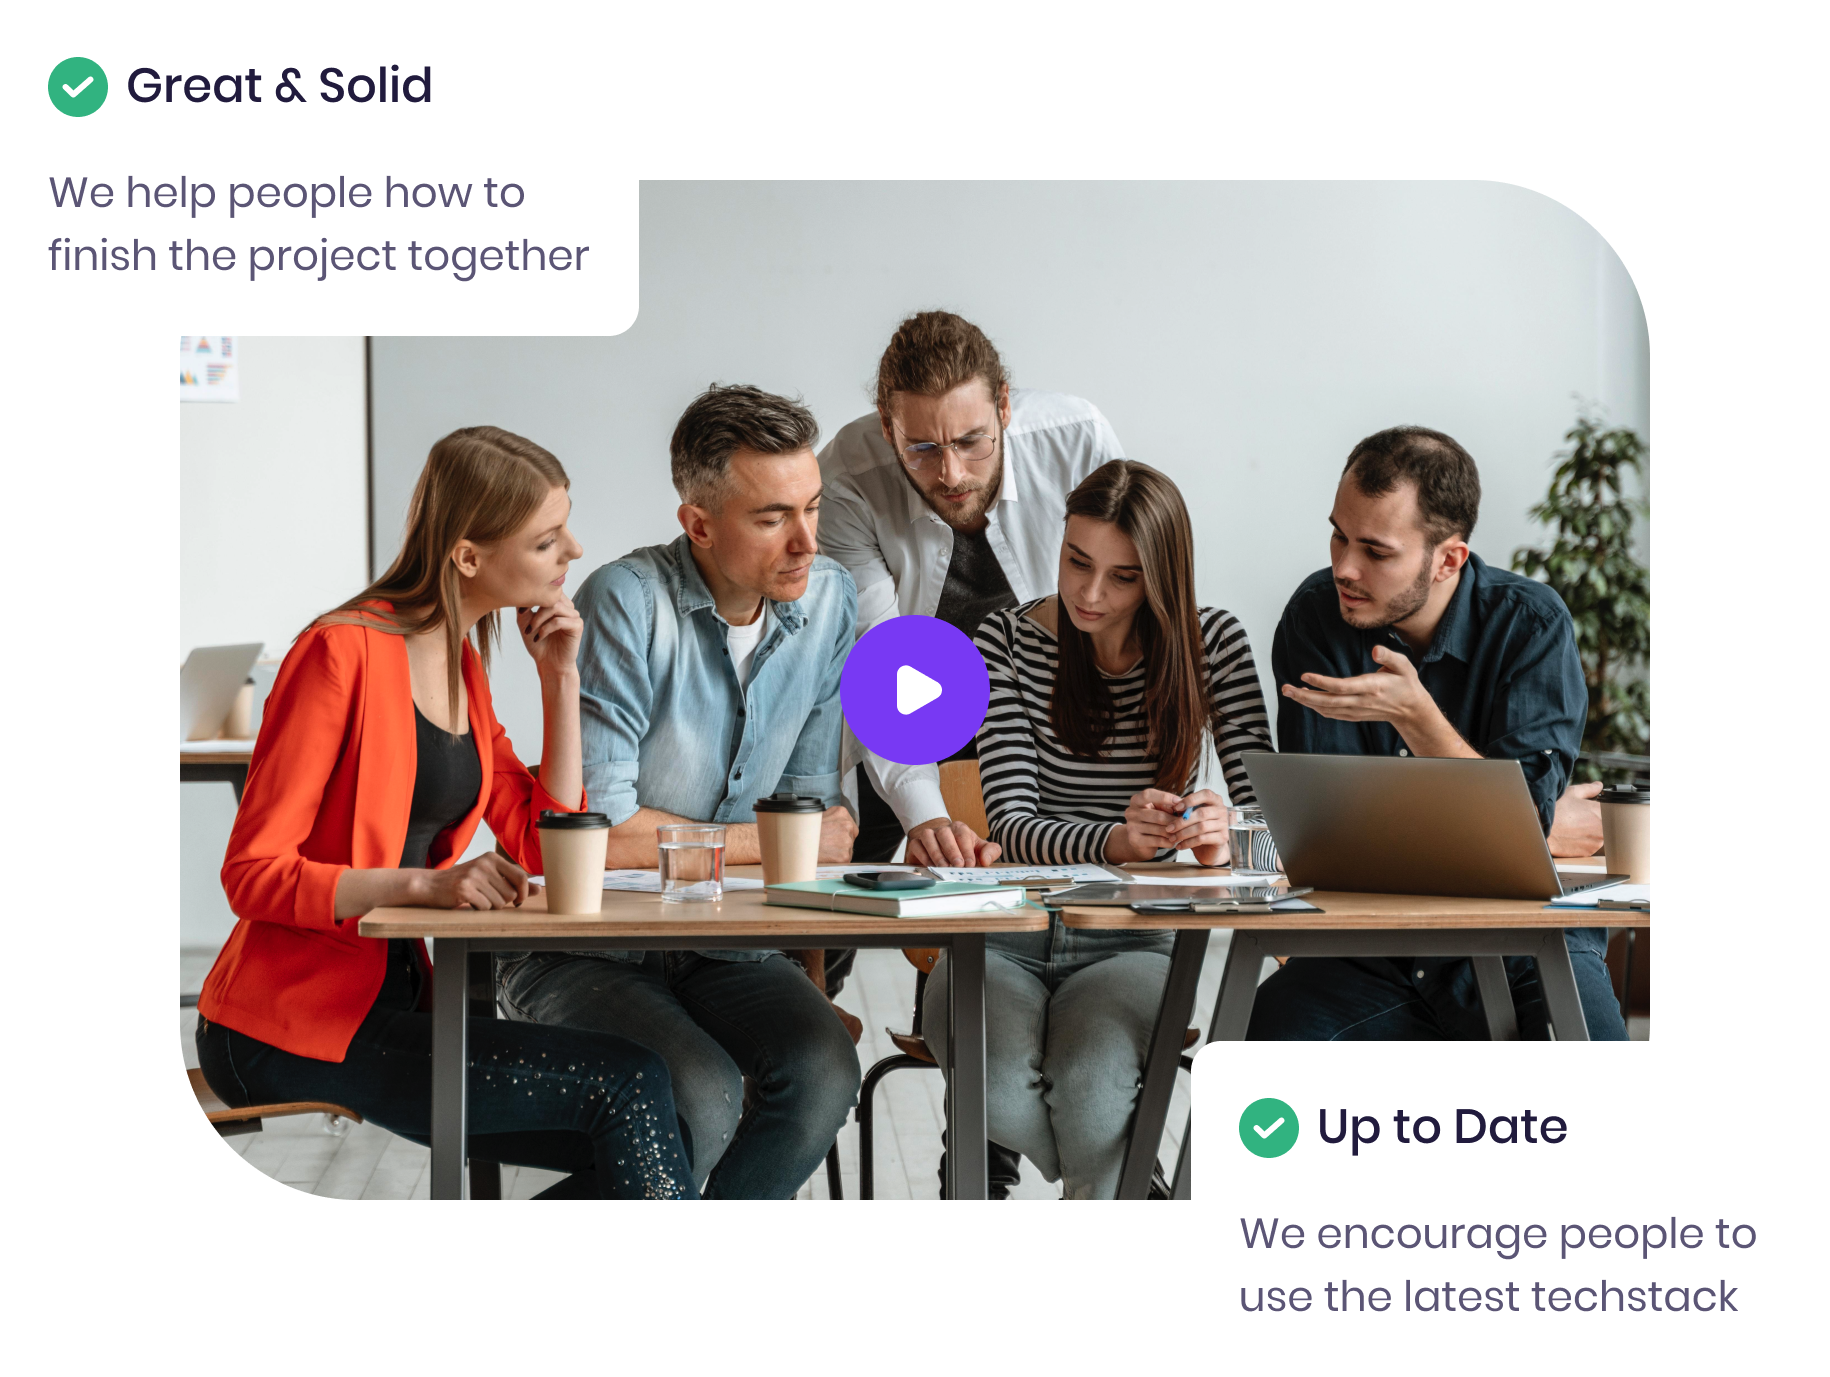 Great & Solid
We help people how to
finish the project together
Up to Date
We encourage people to
use the latest techstack